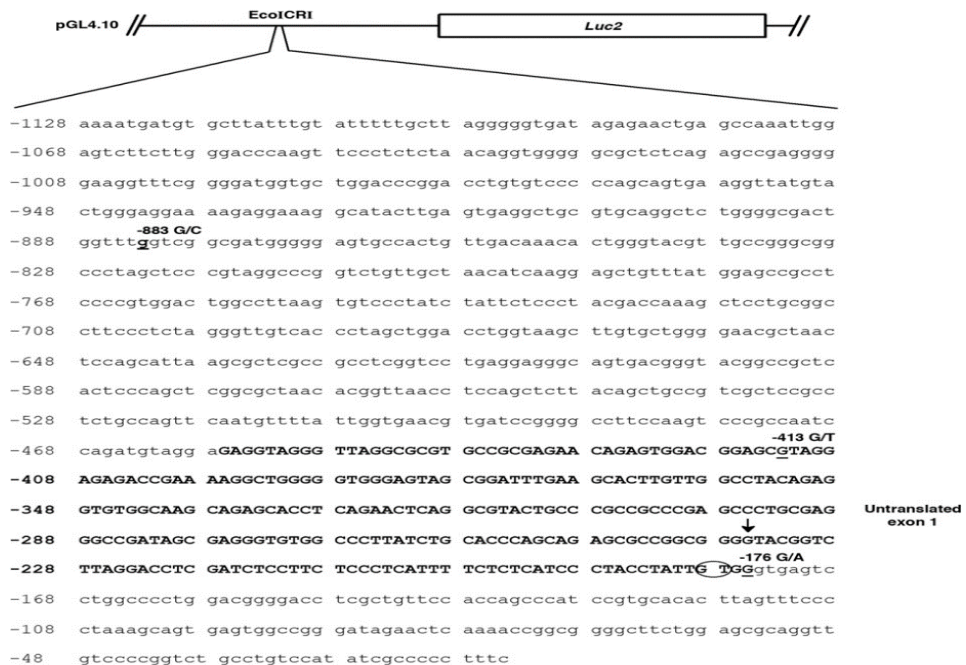 EcoICRI
pGL4.10
Luc2
-1128 aaaatgatgt gcttatttgt atttttgctt agggggtgat agagaactga gccaaattgg
-1068 agtcttcttg ggacccaagt tccctctcta acaggtgggg gcgctctcag agccgagggg
-1008 gaaggtttcg gggatggtgc tggacccgga cctgtgtccc ccagcagtga aggttatgta
-948 ctgggaggaa aagaggaaag gcatacttga gtgaggctgc gtgcaggctc tggggcgact
-883 G/C
-888 ggtttggtcg gcgatggggg agtgccactg ttgacaaaca ctgggtacgt tgccgggcgg
-828 cccctagctcc cgtaggcccg gtctgttgct aacatcaagg agctgtttat ggagccgcct
-768 ccccgtggact tggccttaag tgtccctatc tattctccct acgaccaaag ctcctgcggc
-708 cttccctcta gggttgtcac cctagctgga cctggtaagc ttgtgctggg gaacgctaac
-648 tccagcatta agcgctcgcc gcctcggtcc tgaggagggc agtgacgggt acggccgctc
-588 actcccagct cggcgctaac acggttaacc tccagctctt acagctgccg tcgctccgcc
-528 tctgccagtt caatgtttta ttggtgaacg tgatccgggg ccttccaagt cccgccaatc
-413 G/T
-468 cagatgtagg aGAGGTAGGG TTAGGCGCGT GCCGCGAGAA CAGAGTGGAC GGAGCGTAGG
-408 AGAGACCGAA AAGGCTGGGG GTGGGAGTAG CGGATTTGAA GCACTTGTTG GCCTACAGAG
-348 GTGTGGCAAG CAGAGCACCT CAGAACTCAG GCGTACTGCC CGCCGCCCGA GCCCTGCGAG
Untranslated
exon 1
-288 GGCCGATAGC GAGGGTGTGG CCCTTATCTG CACCCAGCAG AGCGCCGGCG GGGTACGGTC
-176 G/A
-228 TTAGGACCTC GATCTCCTTC TCCCTCATTT TCTCTCATCC CTACCTATTG TGGgtgagtc
-168 ctggcccctg gacggggacc tcgctgttcc accagcccat ccgtgcacac ttagtttccc
-108 ctaaagcagt gagtggccgg gatagaactc aaaaccggcg gggcttctgg agcgcaggtt
-48 gtccccggtct gcctgtccat atcgcccccc tttc